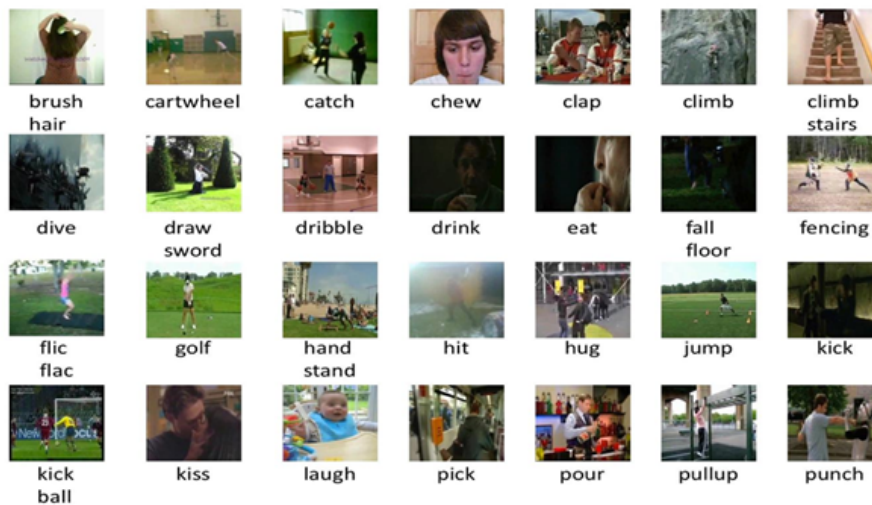 brush hair
cartwheel
catch
chew
clap
climb
climb stairs
dive
draw sword
dribble
drink
eat
fall floor
fencing
flic flac
golf
hand stand
hit
hug
jump
kick
kick ball
kiss
laugh
pick
pour
pullup
punch